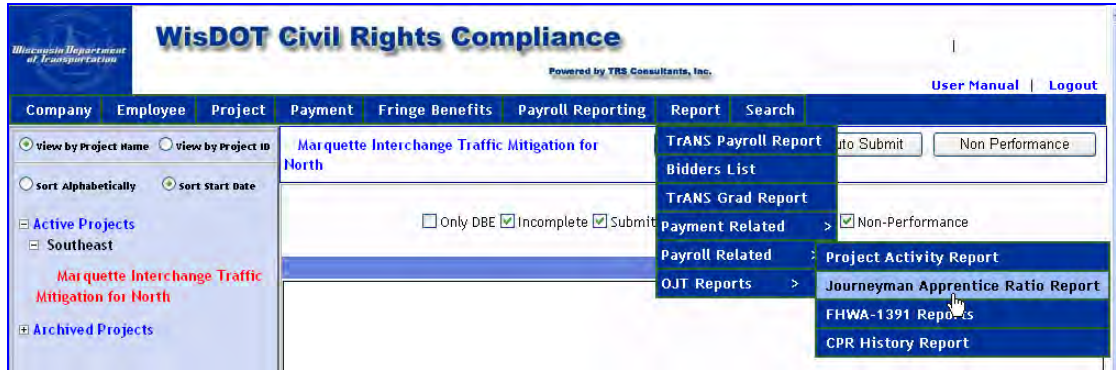 Wisconsin Department
of Transportation
WisDOT Civil Rights Compliance
Powered by TRS Consultants, Inc.
|
User Manual | Logout
Company Employee Project Payment Fringe Benefits Payroll Reporting Report Search
View by Project Name View by Project ID
Sort Alphabetically Sort Start Date
Active Projects
Southeast
Marquette Interchange Traffic
Mitigation for North
Archived Projects
Marquette Interchange Traffic Mitigation for
North
uto Submit Non Performance
Only DBE Incomplete Submit Non-Performance
TrANS Payroll Report
Bidders List
TrANS Grad Report
Payment Related >
Payroll Related >
OJT Reports >
Project Activity Report
Journeyman Apprentice Ratio Report
FHWA-1391 Reports
CPR History Report